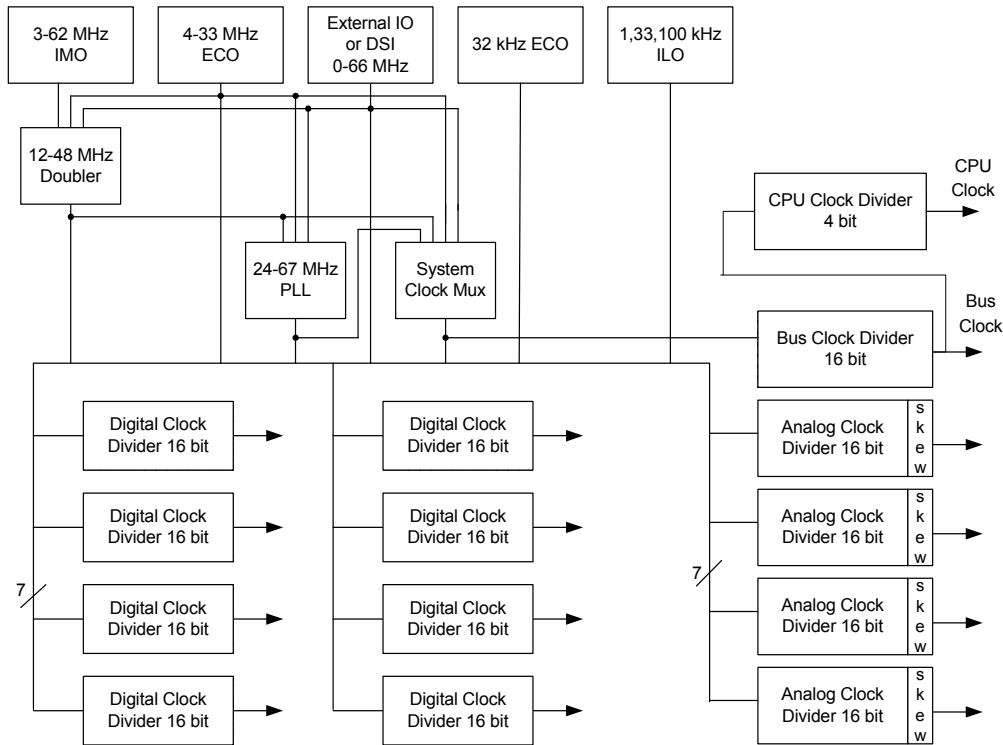 3-62 MHz
IMO
4-33 MHz
ECO
External IO
or DSI
0-66 MHz
32 kHz ECO
1,33,100 kHz
ILO
12-48 MHz
Doubler
24-67 MHz
PLL
System
Clock Mux
CPU Clock Divider
4 bit
CPU
Clock
Bus Clock Divider
16 bit
Bus
Clock
Digital Clock
Divider 16 bit
Digital Clock
Divider 16 bit
Analog Clock
Divider 16 bit
s
k
e
w
Digital Clock
Divider 16 bit
Digital Clock
Divider 16 bit
Analog Clock
Divider 16 bit
s
k
e
w
7
7
Digital Clock
Divider 16 bit
Digital Clock
Divider 16 bit
Analog Clock
Divider 16 bit
s
k
e
w
Digital Clock
Divider 16 bit
Digital Clock
Divider 16 bit
Analog Clock
Divider 16 bit
s
k
e
w